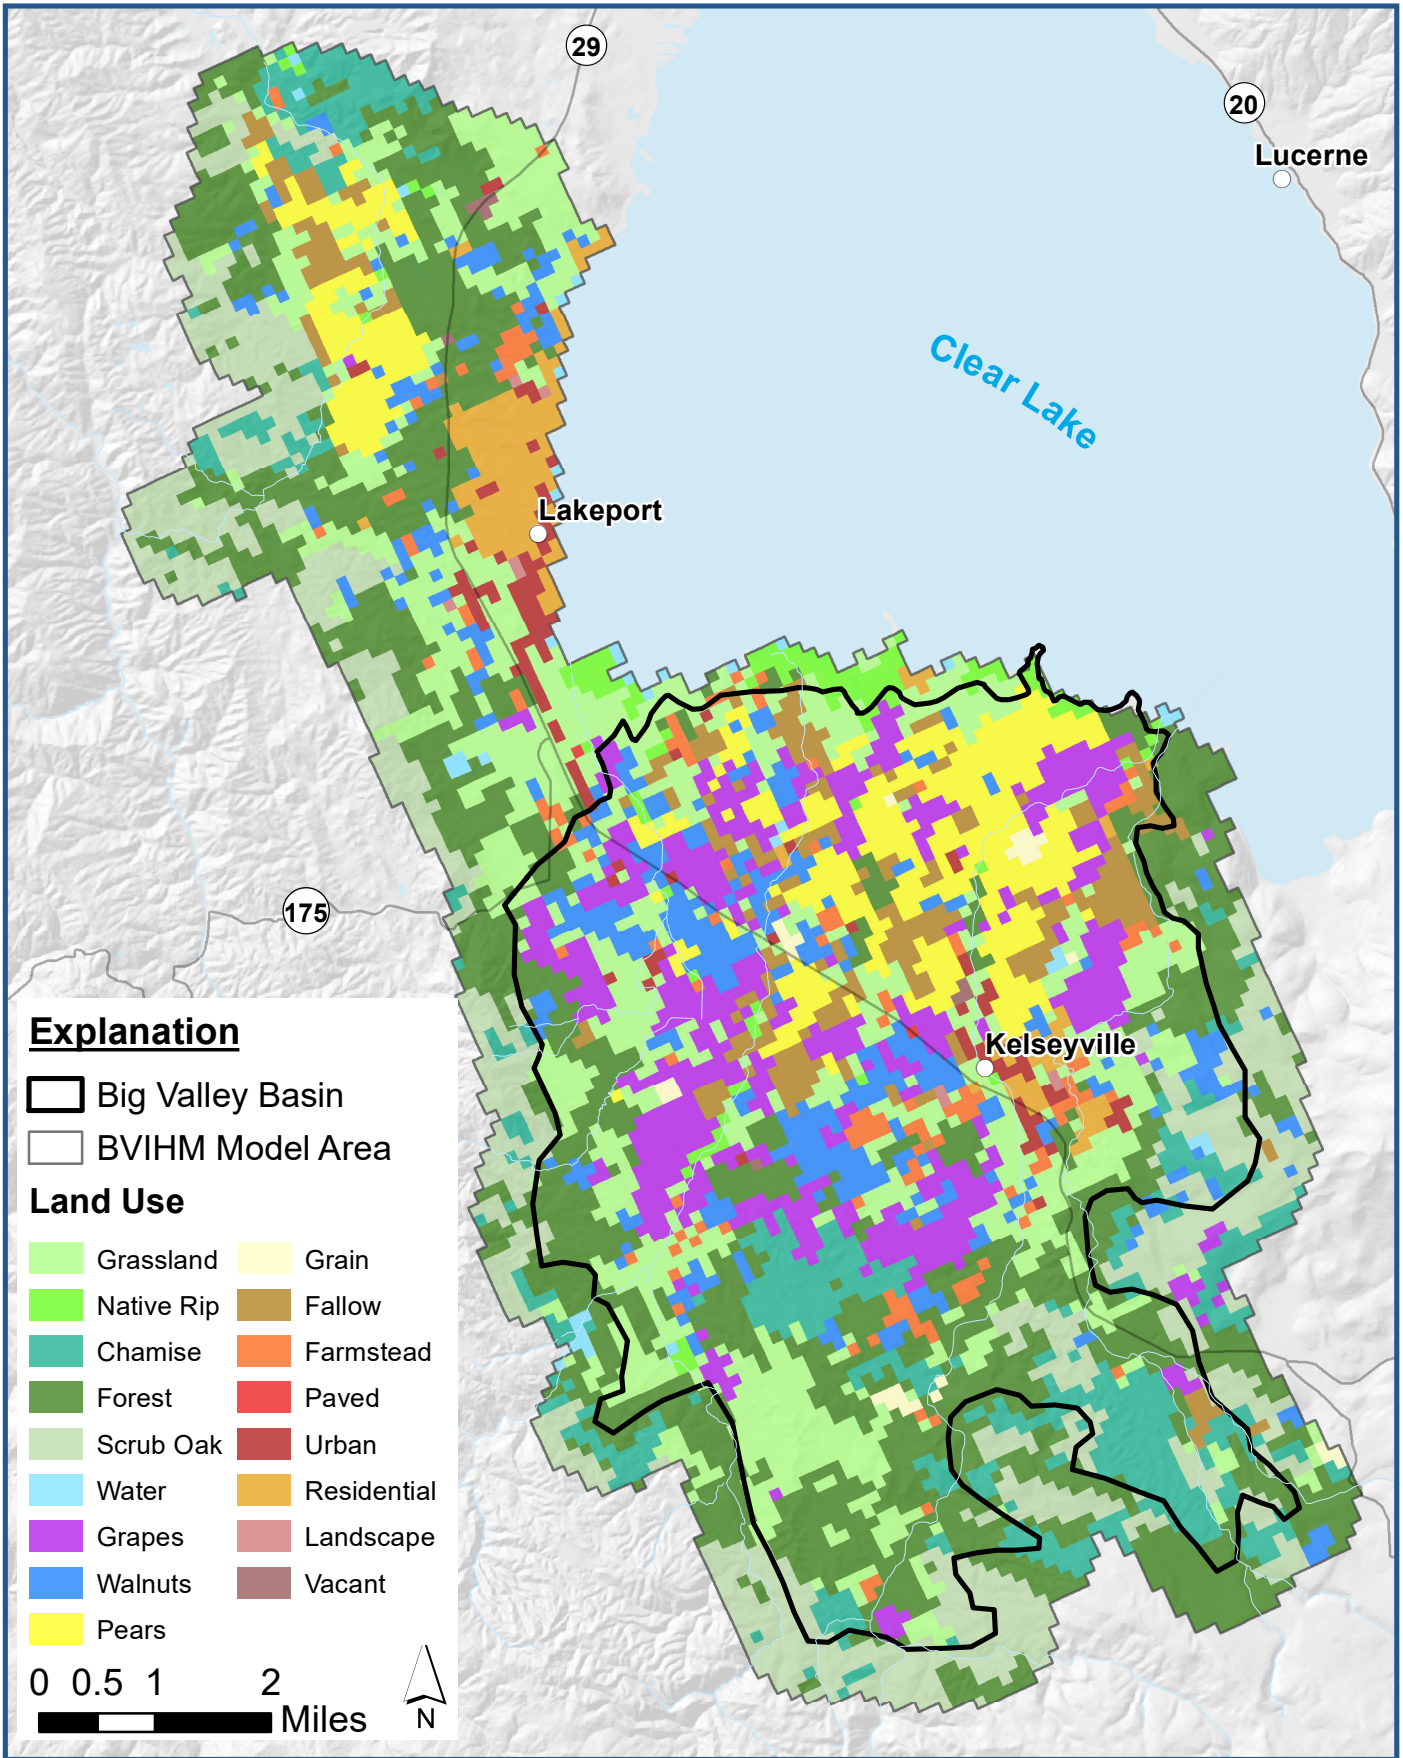 29
20
Lucerne
Clear Lake
Lakeport
175
Kelseyville
Explanation
Big Valley Basin
BVIHM Model Area
Land Use
Grassland
Native Rip
Chamise
Forest
Scrub Oak
Water
Grapes
Walnuts
Pears
Grain
Fallow
Farmstead
Paved
Urban
Residential
Landscape
Vacant
0 0.5 1 2
Miles
N